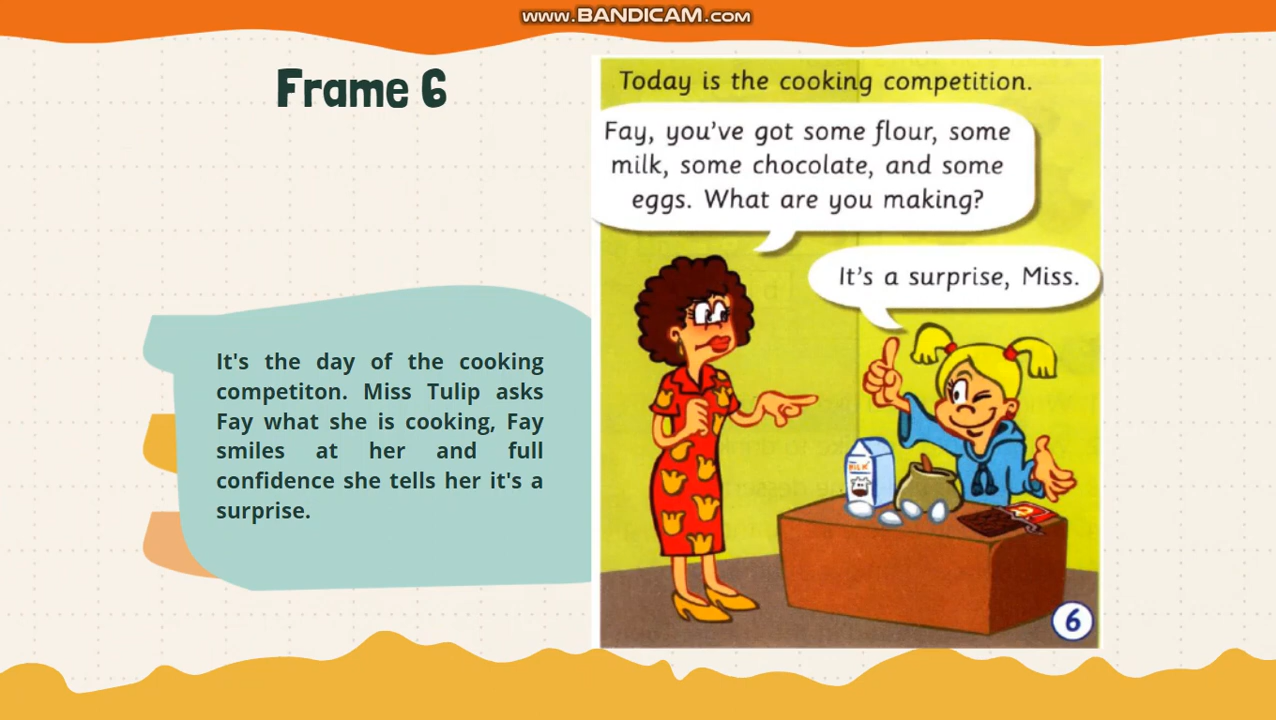 www.BANDICAM.com
Frame 6
It's the day of the cooking
competiton. Miss Tulip asks
Fay what she is cooking, Fay
smiles at her and full
confidence she tells her it's a
surprise.
Today is the cooking competition.
Fay, you've got some flour, some
milk, some chocolate, and some
eggs. What are you making?
It's a surprise, Miss.
MILK
6